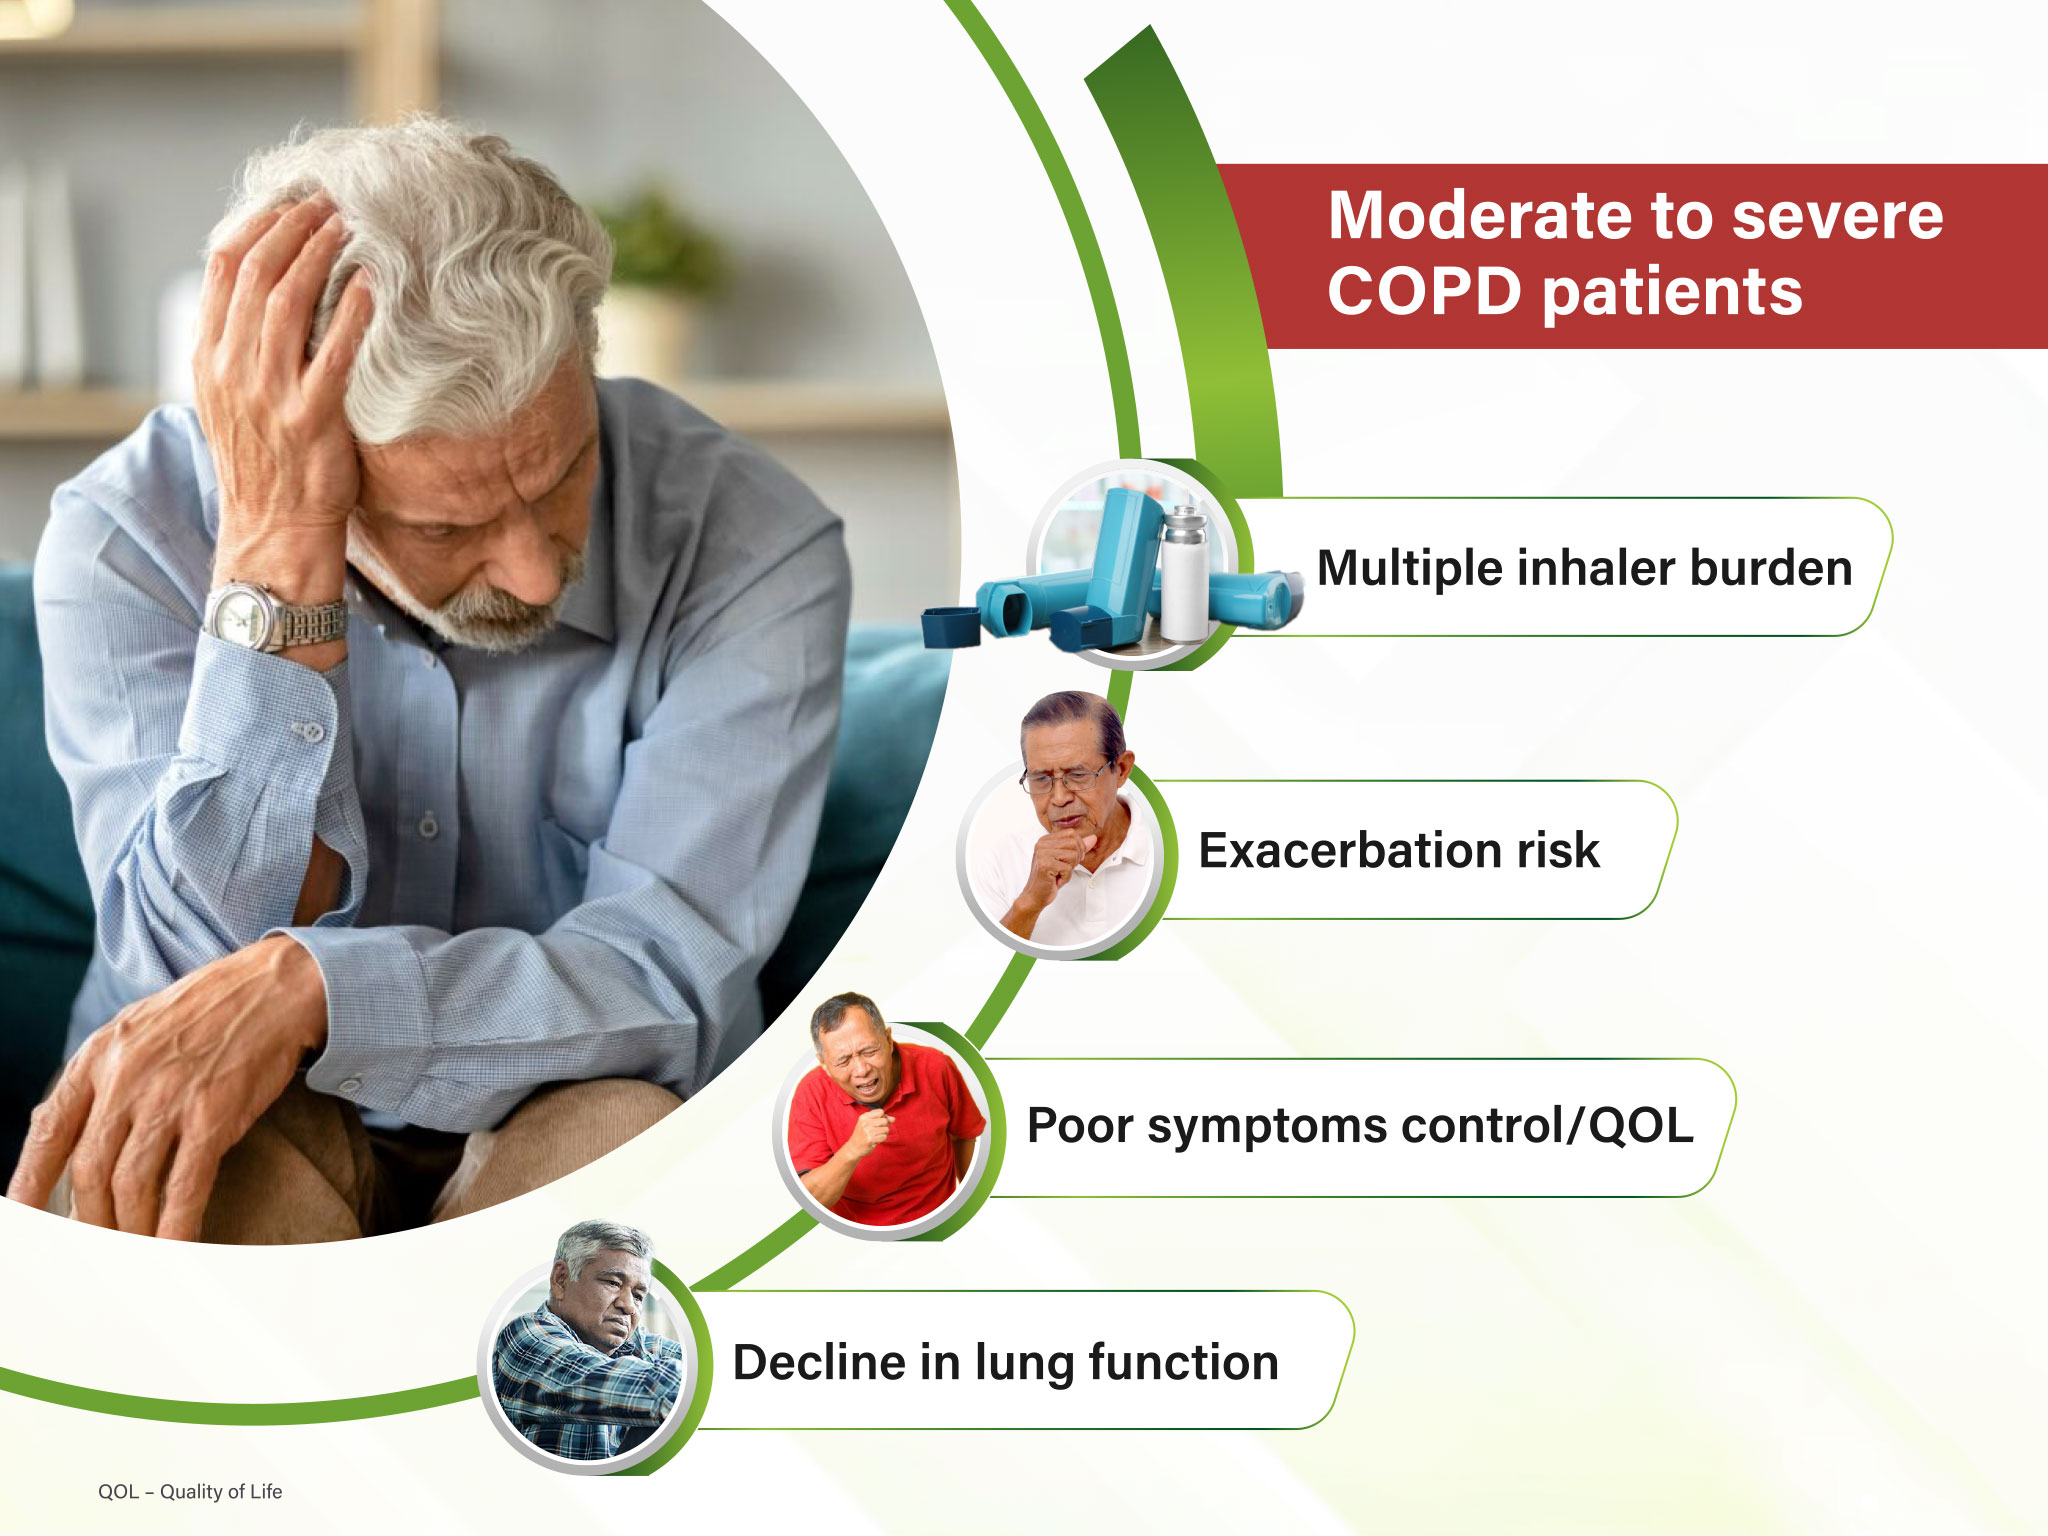 Moderate to severe
COPD patients
Multiple inhaler burden
Exacerbation risk
Poor symptoms control/QOL
Decline in lung function
QOL – Quality of Life